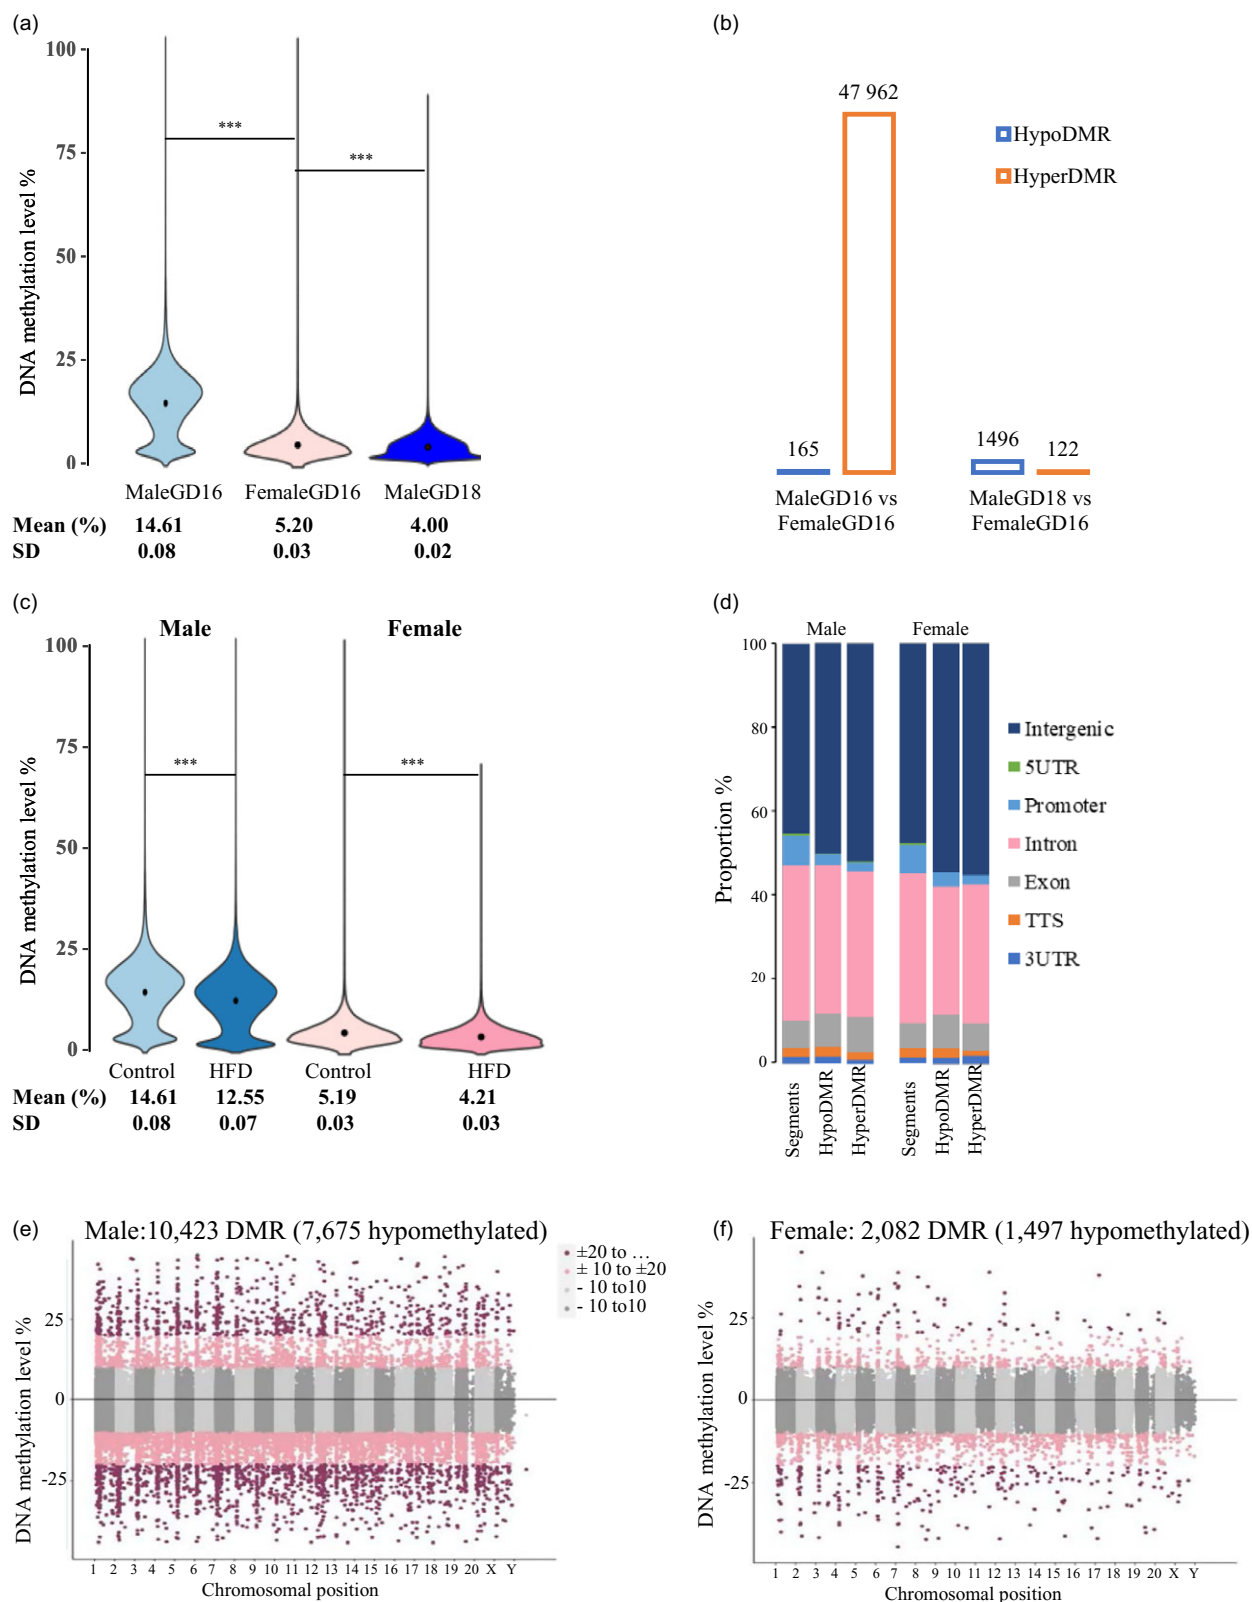 (a)
100
75
50
25
0
DNA methylation level %
***
***
MaleGD16 FemaleGD16 MaleGD18
Mean (%) 14.61 5.20 4.00
SD 0.08 0.03 0.02
(b)
47 962
HypoDMR
HyperDMR
165
1496
122
MaleGD16 vs
FemaleGD16
MaleGD18 vs
FemaleGD16
(c)
Male Female
100
75
50
25
0
DNA methylation level %
***
***
Control HFD Control HFD
Mean (%) 14.61 12.55 5.19 4.21
SD 0.08 0.07 0.03 0.03
(d)
Male Female
100
80
60
40
20
0
Proportion %
Segments
HypoDMR
HyperDMR
Segments
HypoDMR
HyperDMR
Intergenic
5UTR
Promoter
Intron
Exon
TTS
3UTR
(e)
Male:10,423 DMR (7,675 hypomethylated)
±20 to ...
± 10 to ±20
- 10 to10
- 10 to10
25
0
-25
DNA methylation level %
1 2 3 4 5 6 7 8 9 10 11 12 13 14 15 16 17 18 19 20 X Y
Chromosomal position
(f)
Female: 2,082 DMR (1,497 hypomethylated)
25
0
-25
DNA methylation level %
1 2 3 4 5 6 7 8 9 10 11 12 13 14 15 16 17 18 19 20 X Y
Chromosomal position